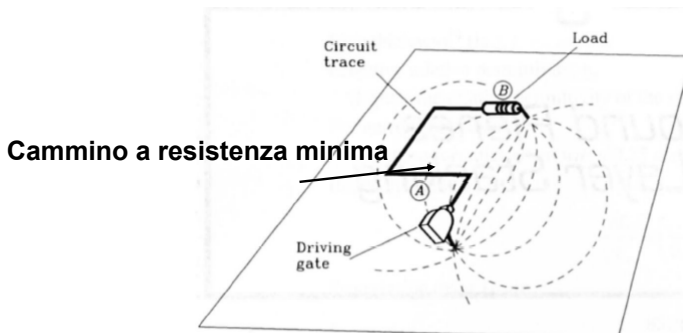 Circuit
trace
Load
B
Cammino a resistenza minima
A
Driving
gate